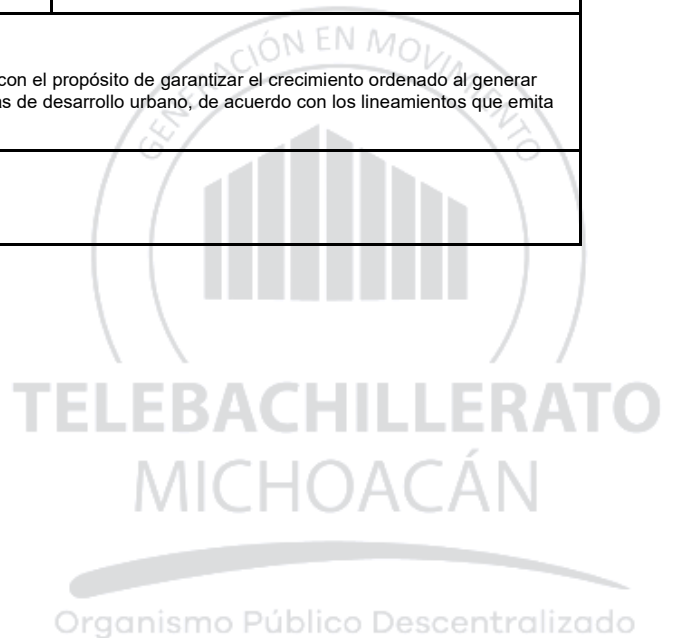 GENERACIÓN EN MOVIMIENTO
con el propósito de garantizar el crecimiento ordenado al generar
de desarrollo urbano, de acuerdo con los lineamientos que emita
TELEBACHILLERATO
MICHOACÁN
Organismo Público Descentralizado